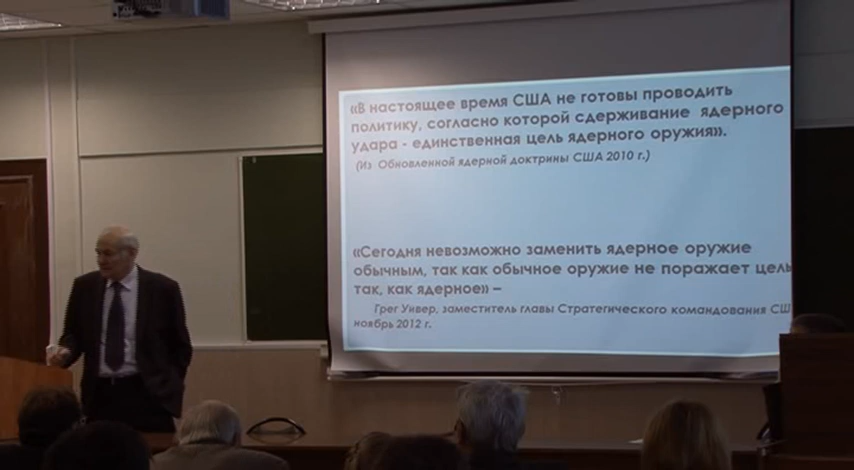 «В настоящее время США не готовы проводить
политику, согласно которой сдерживание ядерного
удара - единственная цель ядерного оружия».
(Из Обновленной ядерной доктрины США 2010 г.)
«Сегодня невозможно заменить ядерное оружие
обычным, так как обычное оружие не поражает цель
так, как ядерное» –
Грег Уивер, заместитель главы Стратегического командования СШ
ноябрь 2012 г.